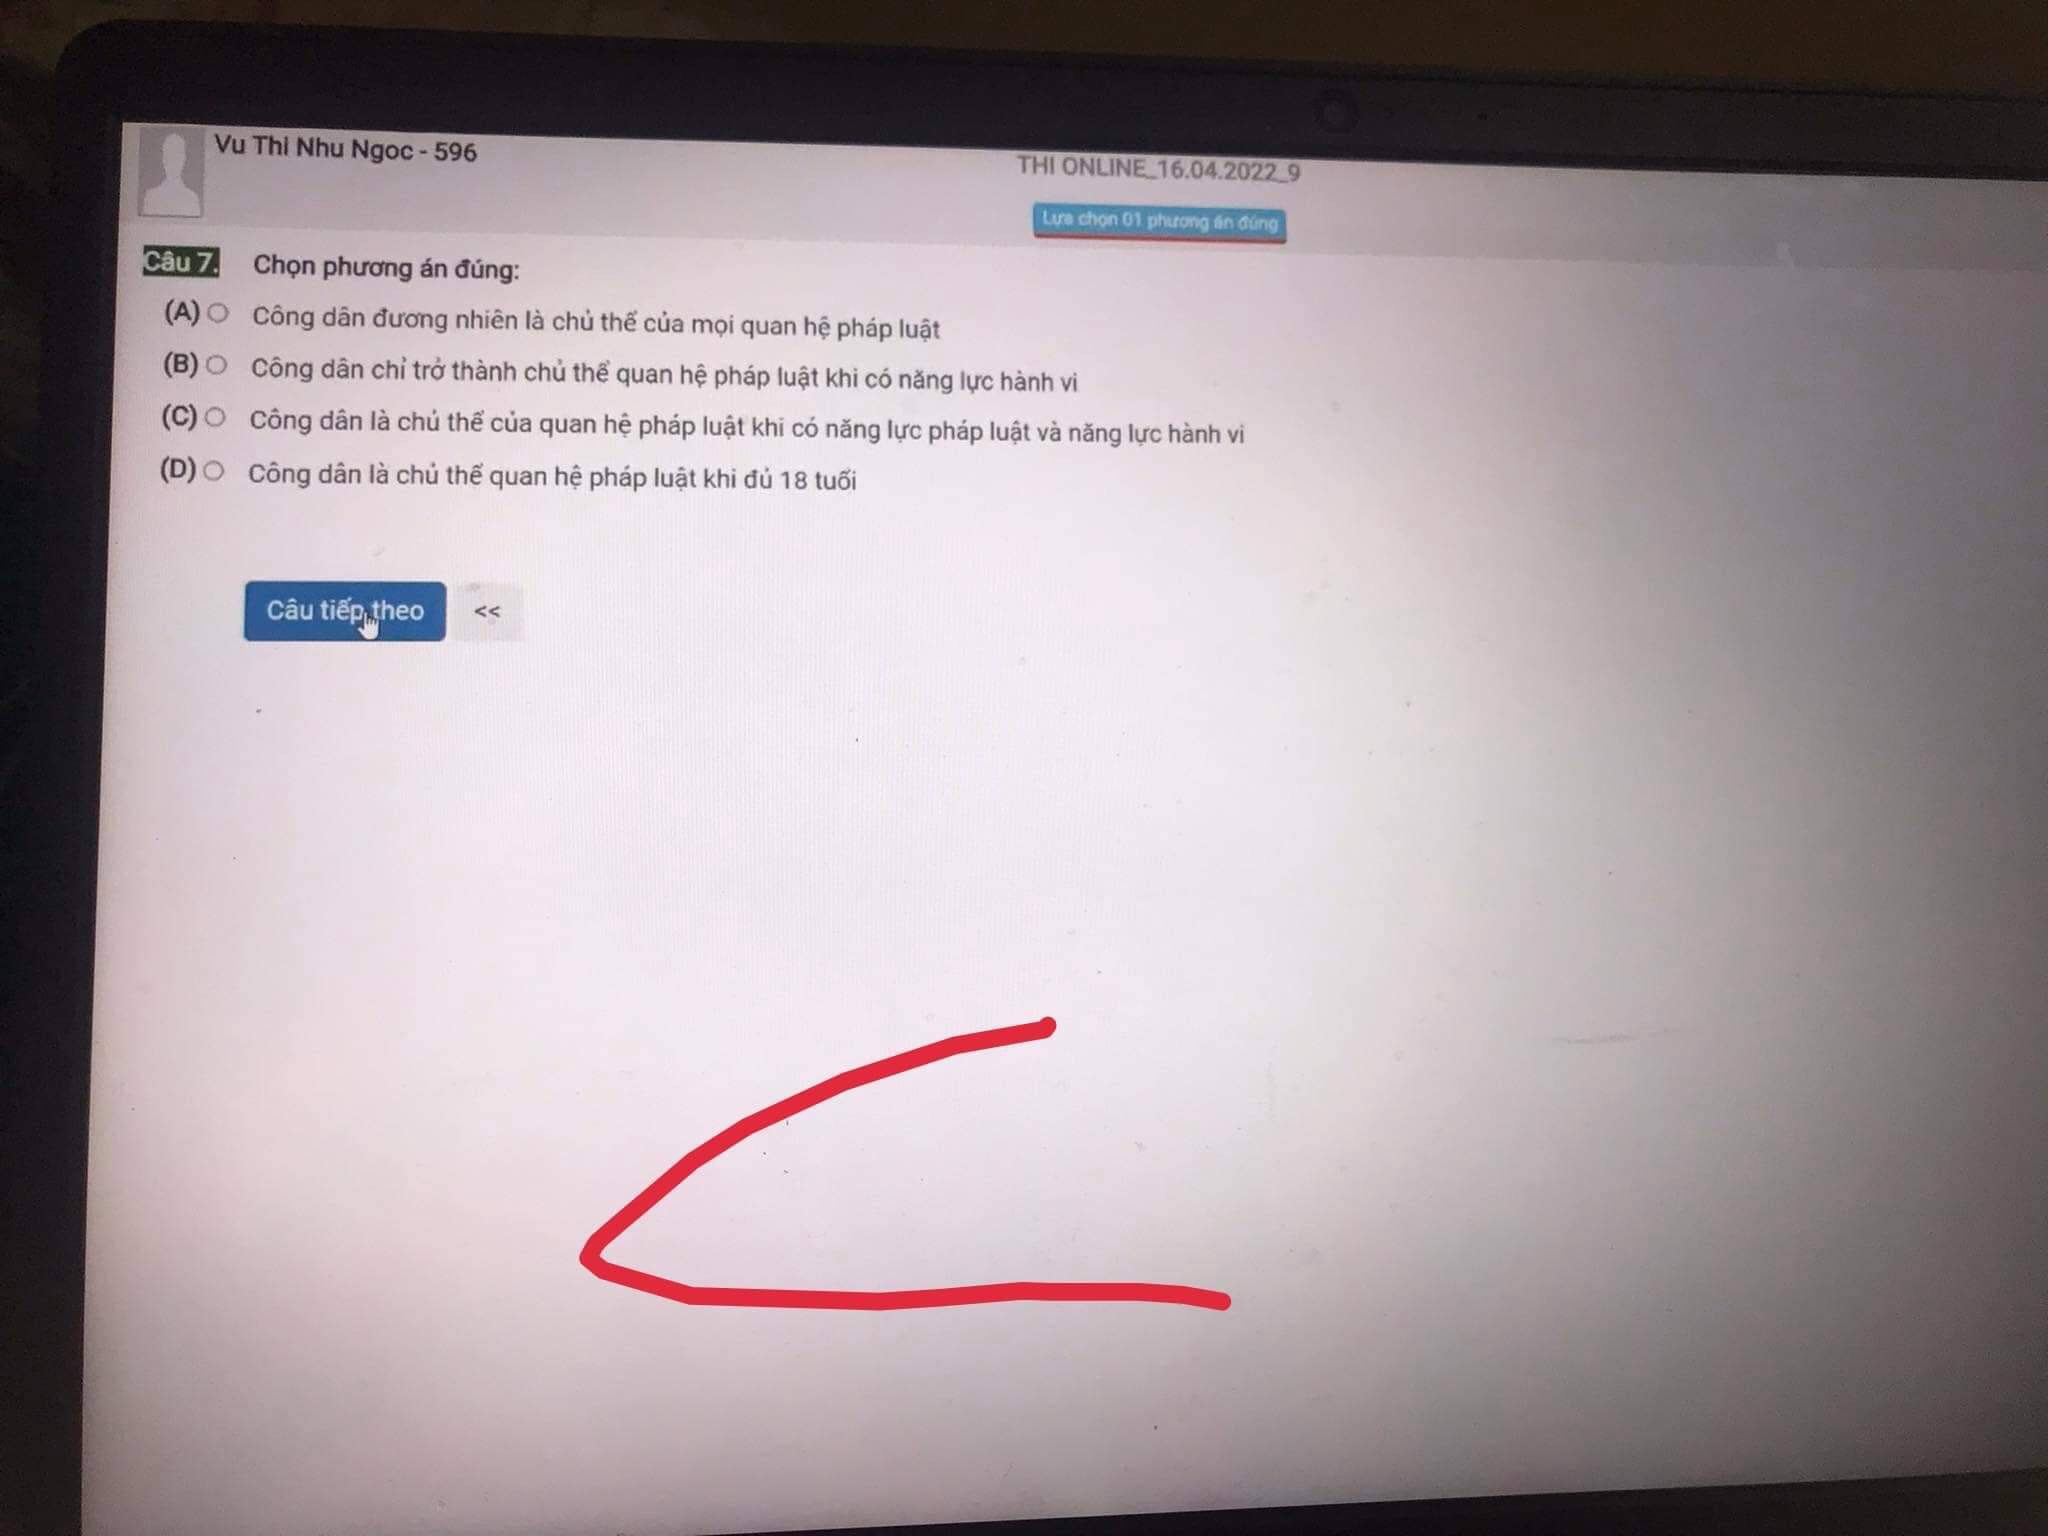 Vu Thi Nhu Ngoc - 596
THI ONLINE_16.04.2022_9
Lựa chọn 01 phương án đúng
Câu 7. Chọn phương án đúng:
(A) Công dân đương nhiên là chủ thể của mọi quan hệ pháp luật
(B) Công dân chỉ trở thành chủ thể quan hệ pháp luật khi có năng lực hành vi
(C) Công dân là chủ thể của quan hệ pháp luật khi có năng lực pháp luật và năng lực hành vi
(D) Công dân là chủ thể quan hệ pháp luật khi đủ 18 tuổi
Câu tiếp theo <<